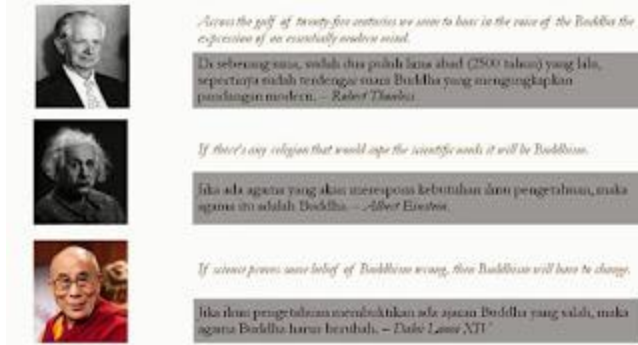 Across the gulf of twenty-five centuries we seem to hear in the voice of the Buddha the
expression of an essentially modern mind.
Di seberang sana, sudah dua puluh lima abad (2500 tahun) yang lalu,
sepertinya sudah terdengar suara Buddha yang mengungkapkan
pandangan modern. – Robert Thouless
If there's any religion that would cope the scientific needs it will be Buddhism.
Jika ada agama yang akan merespons kebutuhan ilmu pengetahuan, maka
agama itu adalah Buddha. – Albert Einstein.
If science proves some belief of Buddhism wrong, then Buddhism will have to change.
Jika ilmu pengetahuan membuktikan ada ajaran Buddha yang salah, maka
agama Buddha harus berubah. – Dalai Lama XIV